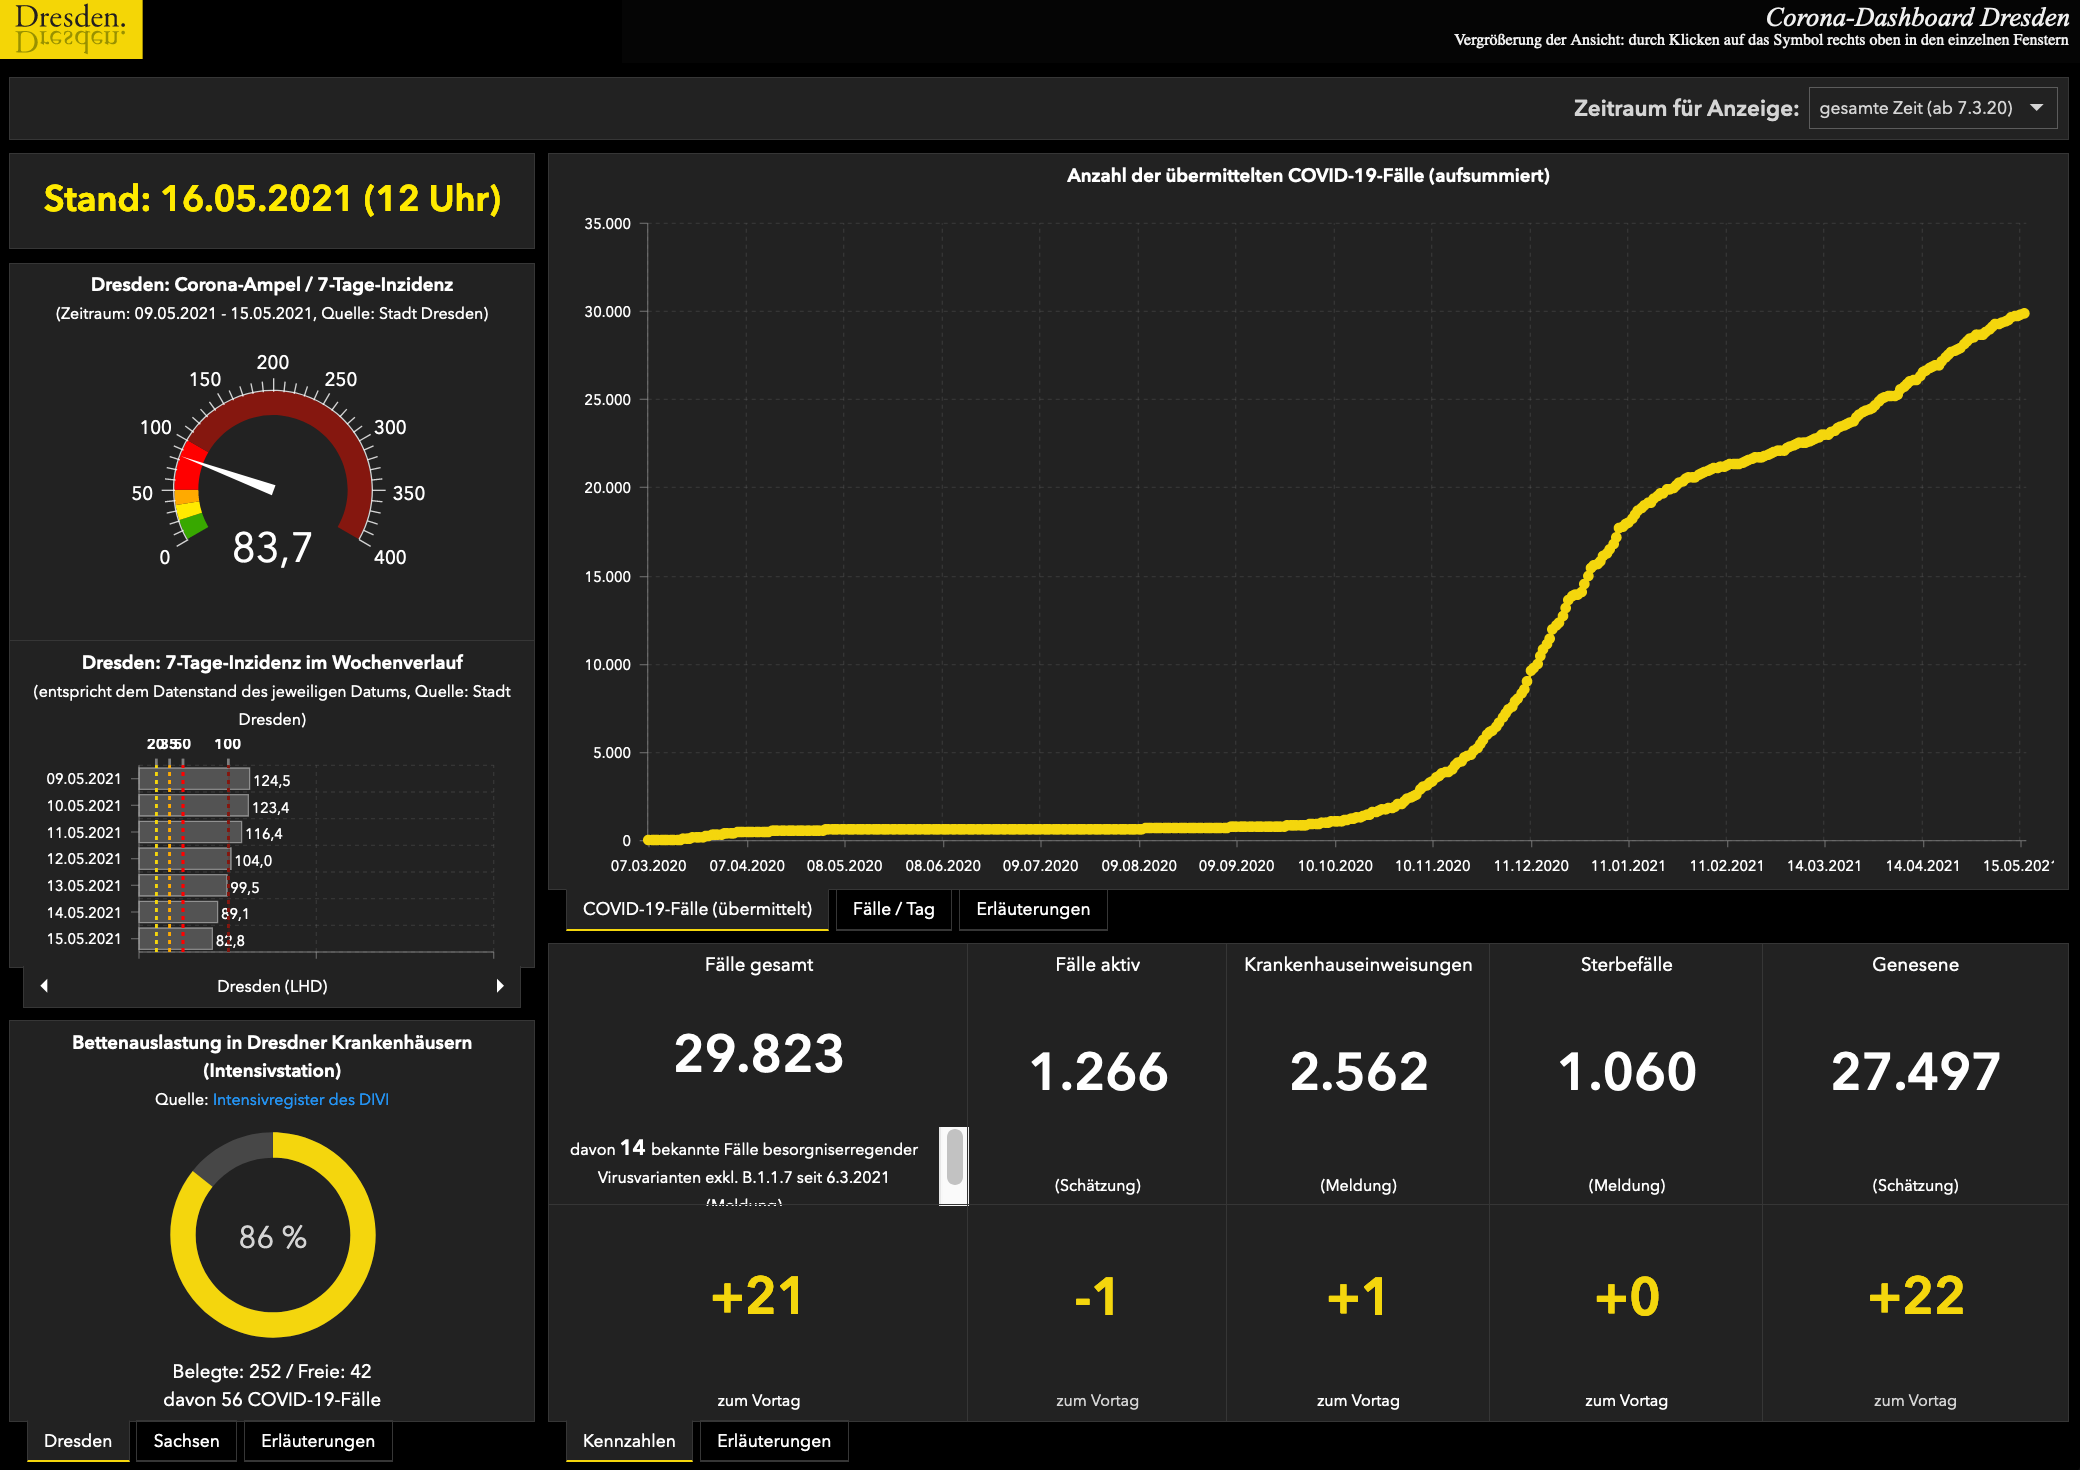 Dresden.
Dresden.
Corona-Dashboard Dresden
Vergrößerung der Ansicht: durch Klicken auf das Symbol rechts oben in den einzelnen Fenstern
Zeitraum für Anzeige: gesamte Zeit (ab 7.3.20)
Stand: 16.05.2021 (12 Uhr)
Dresden: Corona-Ampel / 7-Tage-Inzidenz
(Zeitraum: 09.05.2021 - 15.05.2021, Quelle: Stadt Dresden)
0
50
100
150
200
250
300
350
400
83,7
Dresden: 7-Tage-Inzidenz im Wochenverlauf
(entspricht dem Datenstand des jeweiligen Datums, Quelle: Stadt
Dresden)
20 35 50 100
09.05.2021 124,5
10.05.2021 123,4
11.05.2021 116,4
12.05.2021 104,0
13.05.2021 99,5
14.05.2021 89,1
15.05.2021 82,8
Dresden (LHD)
Bettenauslastung in Dresdner Krankenhäusern
(Intensivstation)
Quelle: Intensivregister des DIVI
86 %
Belegte: 252 / Freie: 42
davon 56 COVID-19-Fälle
Dresden Sachsen Erläuterungen
Anzahl der übermittelten COVID-19-Fälle (aufsummiert)
35.000
30.000
25.000
20.000
15.000
10.000
5.000
0
07.03.2020 07.04.2020 08.05.2020 08.06.2020 09.07.2020 09.08.2020 09.09.2020 10.10.2020 10.11.2020 11.12.2020 11.01.2021 11.02.2021 14.03.2021 14.04.2021 15.05.202
COVID-19-Fälle (übermittelt) Fälle / Tag Erläuterungen
Fälle gesamt
29.823
davon 14 bekannte Fälle besorgniserregender
Virusvarianten exkl. B.1.1.7 seit 6.3.2021
(Meldung)
+21
zum Vortag
Fälle aktiv
1.266
(Schätzung)
-1
zum Vortag
Krankenhauseinweisungen
2.562
(Meldung)
+1
zum Vortag
Sterbefälle
1.060
(Meldung)
+0
zum Vortag
Genesene
27.497
(Schätzung)
+22
zum Vortag
Kennzahlen Erläuterungen